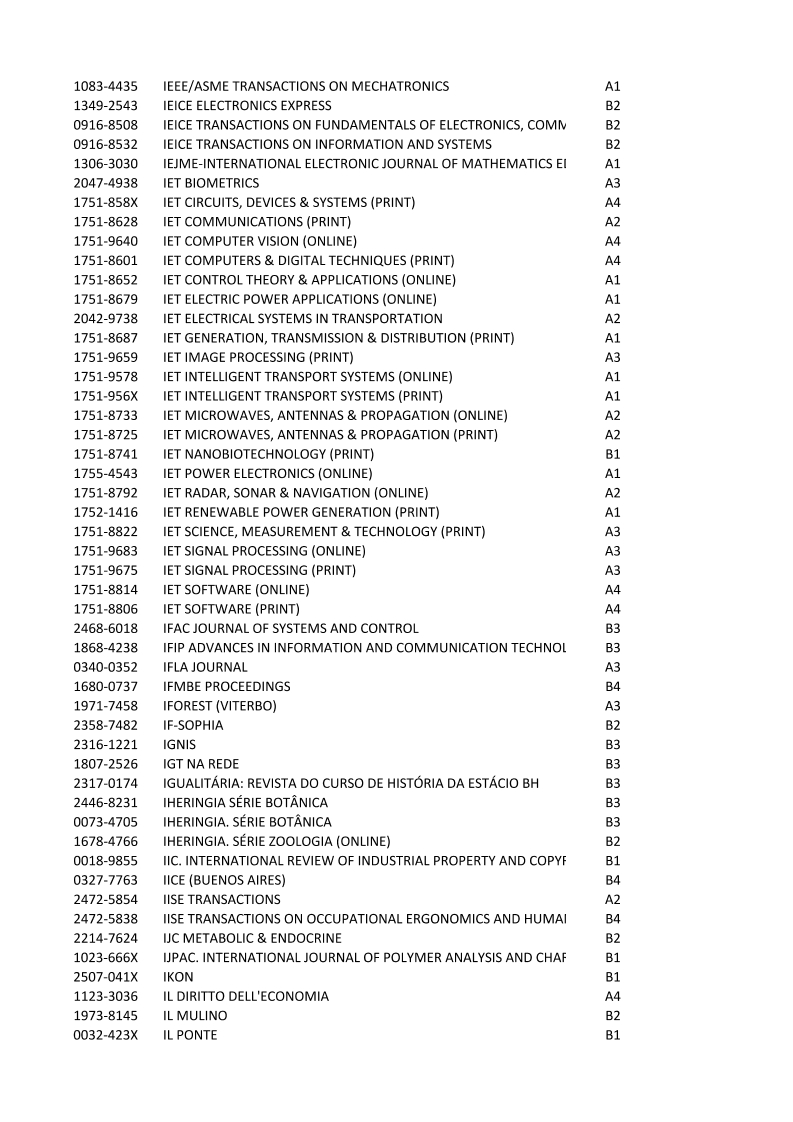 1083-4435 IEEE/ASME TRANSACTIONS ON MECHATRONICS A1
1349-2543 IEICE ELECTRONICS EXPRESS B2
0916-8508 IEICE TRANSACTIONS ON FUNDAMENTALS OF ELECTRONICS, COMM B2
0916-8532 IEICE TRANSACTIONS ON INFORMATION AND SYSTEMS B2
1306-3030 IEJME-INTERNATIONAL ELECTRONIC JOURNAL OF MATHEMATICS EI A1
2047-4938 IET BIOMETRICS A3
1751-858X IET CIRCUITS, DEVICES & SYSTEMS (PRINT) A4
1751-8628 IET COMMUNICATIONS (PRINT) A2
1751-9640 IET COMPUTER VISION (ONLINE) A4
1751-8601 IET COMPUTERS & DIGITAL TECHNIQUES (PRINT) A4
1751-8652 IET CONTROL THEORY & APPLICATIONS (ONLINE) A1
1751-8679 IET ELECTRIC POWER APPLICATIONS (ONLINE) A1
2042-9738 IET ELECTRICAL SYSTEMS IN TRANSPORTATION A2
1751-8687 IET GENERATION, TRANSMISSION & DISTRIBUTION (PRINT) A1
1751-9659 IET IMAGE PROCESSING (PRINT) A3
1751-9578 IET INTELLIGENT TRANSPORT SYSTEMS (ONLINE) A1
1751-956X IET INTELLIGENT TRANSPORT SYSTEMS (PRINT) A1
1751-8733 IET MICROWAVES, ANTENNAS & PROPAGATION (ONLINE) A2
1751-8725 IET MICROWAVES, ANTENNAS & PROPAGATION (PRINT) A2
1751-8741 IET NANOBIOTECHNOLOGY (PRINT) B1
1755-4543 IET POWER ELECTRONICS (ONLINE) A1
1751-8792 IET RADAR, SONAR & NAVIGATION (ONLINE) A2
1752-1416 IET RENEWABLE POWER GENERATION (PRINT) A1
1751-8822 IET SCIENCE, MEASUREMENT & TECHNOLOGY (PRINT) A3
1751-9683 IET SIGNAL PROCESSING (ONLINE) A3
1751-9675 IET SIGNAL PROCESSING (PRINT) A3
1751-8814 IET SOFTWARE (ONLINE) A4
1751-8806 IET SOFTWARE (PRINT) A4
2468-6018 IFAC JOURNAL OF SYSTEMS AND CONTROL B3
1868-4238 IFIP ADVANCES IN INFORMATION AND COMMUNICATION TECHNOL B3
0340-0352 IFLA JOURNAL A3
1680-0737 IFMBE PROCEEDINGS B4
1971-7458 IFOREST (VITERBO) A3
2358-7482 IF-SOPHIA B2
2316-1221 IGNIS B3
1807-2526 IGT NA REDE B3
2317-0174 IGUALITÁRIA: REVISTA DO CURSO DE HISTÓRIA DA ESTÁCIO BH B3
2446-8231 IHERINGIA SÉRIE BOTÂNICA B3
0073-4705 IHERINGIA. SÉRIE BOTÂNICA B3
1678-4766 IHERINGIA. SÉRIE ZOOLOGIA (ONLINE) B2
0018-9855 IIC. INTERNATIONAL REVIEW OF INDUSTRIAL PROPERTY AND COPYF B1
0327-7763 IICE (BUENOS AIRES) B4
2472-5854 IISE TRANSACTIONS A2
2472-5838 IISE TRANSACTIONS ON OCCUPATIONAL ERGONOMICS AND HUMAI B4
2214-7624 IJC METABOLIC & ENDOCRINE B2
1023-666X IJPAC. INTERNATIONAL JOURNAL OF POLYMER ANALYSIS AND CHAF B1
2507-041X IKON B1
1123-3036 IL DIRITTO DELL'ECONOMIA A4
1973-8145 IL MULINO B2
0032-423X IL PONTE B1